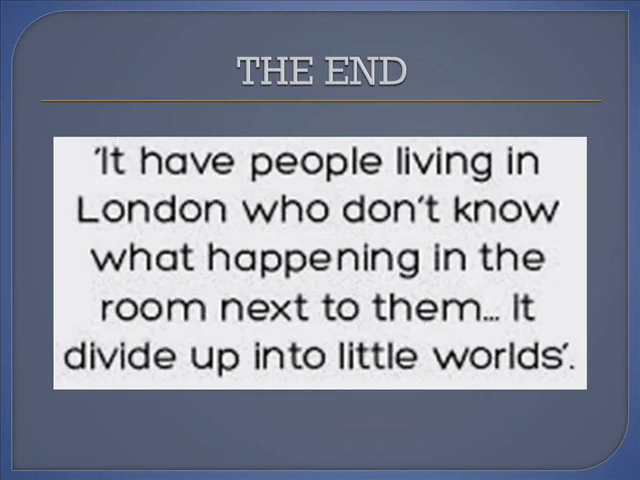 THE END
'It have people living in
London who don't know
what happening in the
room next to them... It
divide up into little worlds'.